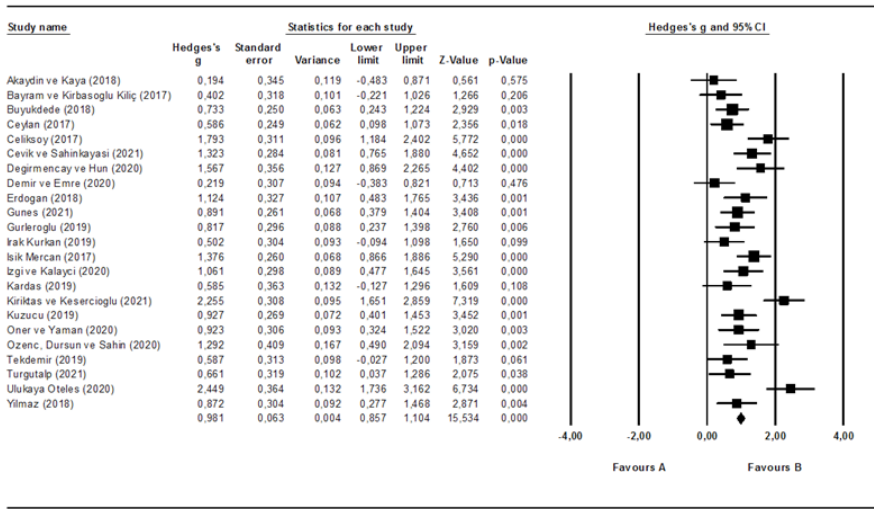 Study name Statistics for each study Hedges's g and 95% CI
Hedges's Standard Lower Upper
g error Variance limit limit Z-Value p-Value
Akaydin ve Kaya (2018) 0,194 0,345 0,119 -0,483 0,871 0,561 0,575
Bayram ve Kirbasoglu Kiliç (2017) 0,402 0,318 0,101 -0,221 1,026 1,266 0,206
Buyukdede (2018) 0,733 0,250 0,063 0,243 1,224 2,929 0,003
Ceylan (2017) 0,586 0,249 0,062 0,098 1,073 2,356 0,018
Celiksoy (2017) 1,793 0,311 0,096 1,184 2,402 5,772 0,000
Cevik ve Sahinkayasi (2021) 1,323 0,284 0,081 0,765 1,880 4,652 0,000
Degirmencay ve Hun (2020) 1,567 0,356 0,127 0,869 2,265 4,402 0,000
Demir ve Emre (2020) 0,219 0,307 0,094 -0,383 0,821 0,713 0,476
Erdogan (2018) 1,124 0,327 0,107 0,483 1,765 3,436 0,001
Gunes (2021) 0,891 0,261 0,068 0,379 1,404 3,408 0,001
Gurleroglu (2019) 0,817 0,296 0,088 0,237 1,398 2,760 0,006
Irak Kurkan (2019) 0,502 0,304 0,093 -0,094 1,098 1,650 0,099
Isik Mercan (2017) 1,376 0,260 0,068 0,866 1,886 5,290 0,000
Izgi ve Kalayci (2020) 1,061 0,298 0,089 0,477 1,645 3,561 0,000
Kardas (2019) 0,585 0,363 0,132 -0,127 1,296 1,609 0,108
Kiriktas ve Kesercioglu (2021) 2,255 0,308 0,095 1,651 2,859 7,319 0,000
Kuzucu (2019) 0,927 0,269 0,072 0,401 1,453 3,452 0,001
Oner ve Yaman (2020) 0,923 0,306 0,093 0,324 1,522 3,020 0,003
Ozenc, Dursun ve Sahin (2020) 1,292 0,409 0,167 0,490 2,094 3,159 0,002
Tekdemir (2019) 0,587 0,313 0,098 -0,027 1,200 1,873 0,061
Turgutalp (2021) 0,661 0,319 0,102 0,037 1,286 2,075 0,038
Ulukaya Oteles (2020) 2,449 0,364 0,132 1,736 3,162 6,734 0,000
Yilmaz (2018) 0,872 0,304 0,092 0,277 1,468 2,871 0,004
0,981 0,063 0,004 0,857 1,104 15,534 0,000
-4,00 -2,00 0,00 2,00 4,00
Favours A Favours B